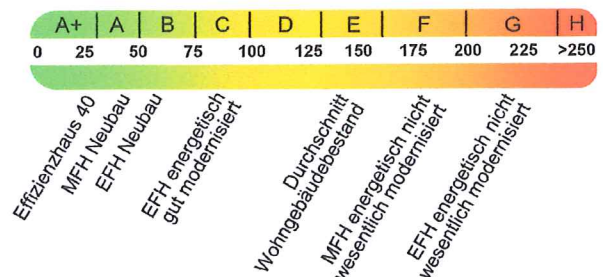 A+ A B C D E F G H
0 25 50 75 100 125 150 175 200 225 >250
Effizienzhaus 40
MFH Neubau
EFH Neubau
EFH energetisch
gut modernisiert
Durchschnitt
Wohngebäudebestand
MFH energetisch nicht
wesentlich modernisiert
EFH energetisch nicht
wesentlich modernisiert